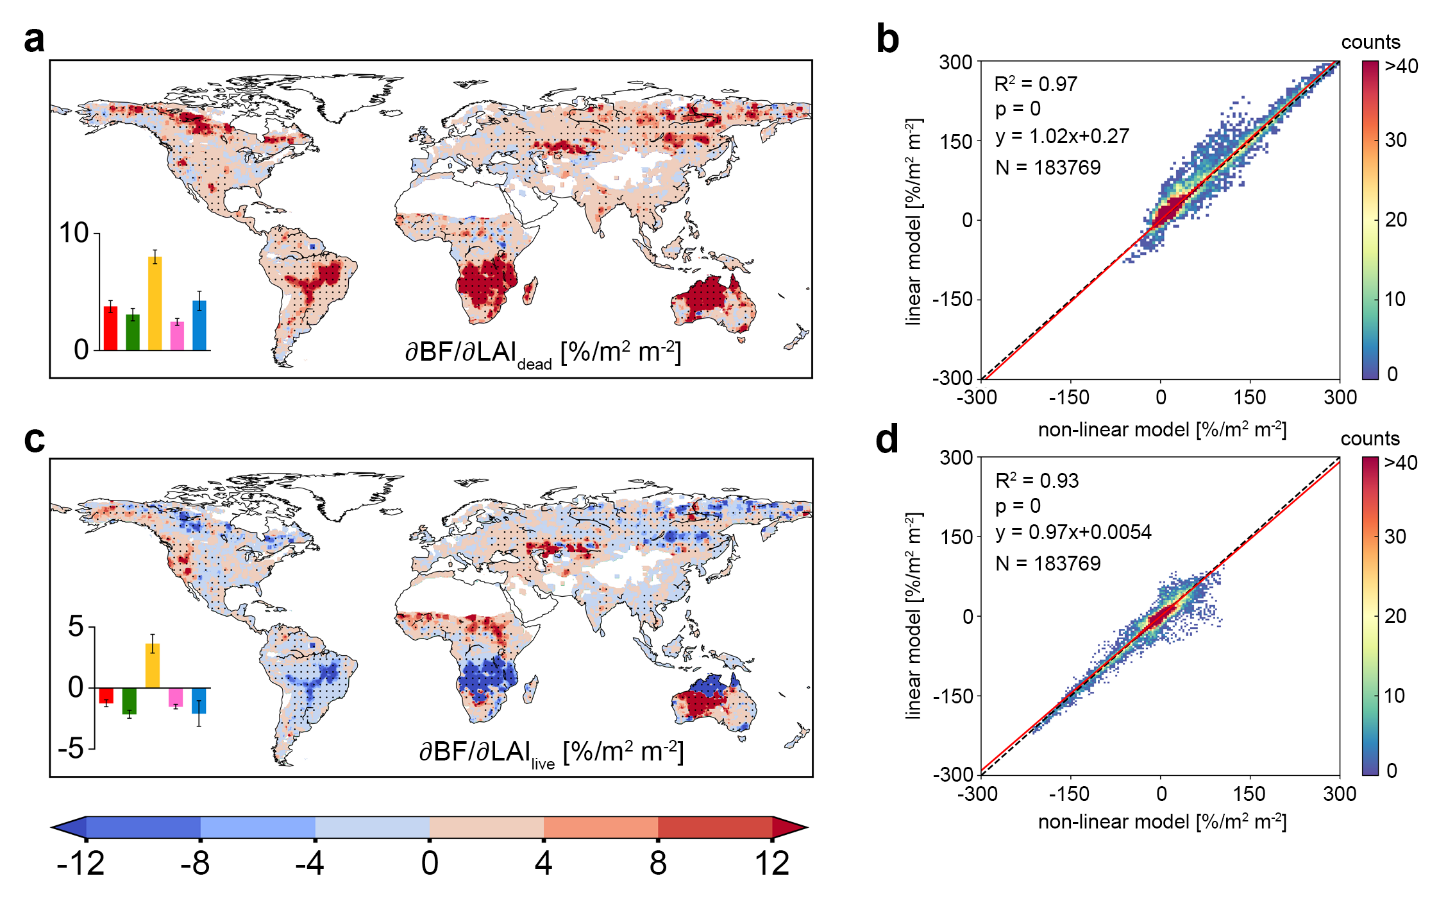 a
10
0
∂BF/∂LAI_dead [%/m² m⁻²]
b
counts
R² = 0.97
p = 0
y = 1.02x+0.27
N = 183769
300
150
0
-150
-300
-300
-150
0
150
300
linear model [%/m² m⁻²]
non-linear model [%/m² m⁻²]
>40
30
20
10
0
c
5
0
-5
∂BF/∂LAI_live [%/m² m⁻²]
-12
-8
-4
0
4
8
12
d
counts
R² = 0.93
p = 0
y = 0.97x+0.0054
N = 183769
300
150
0
-150
-300
-300
-150
0
150
300
linear model [%/m² m⁻²]
non-linear model [%/m² m⁻²]
>40
30
20
10
0